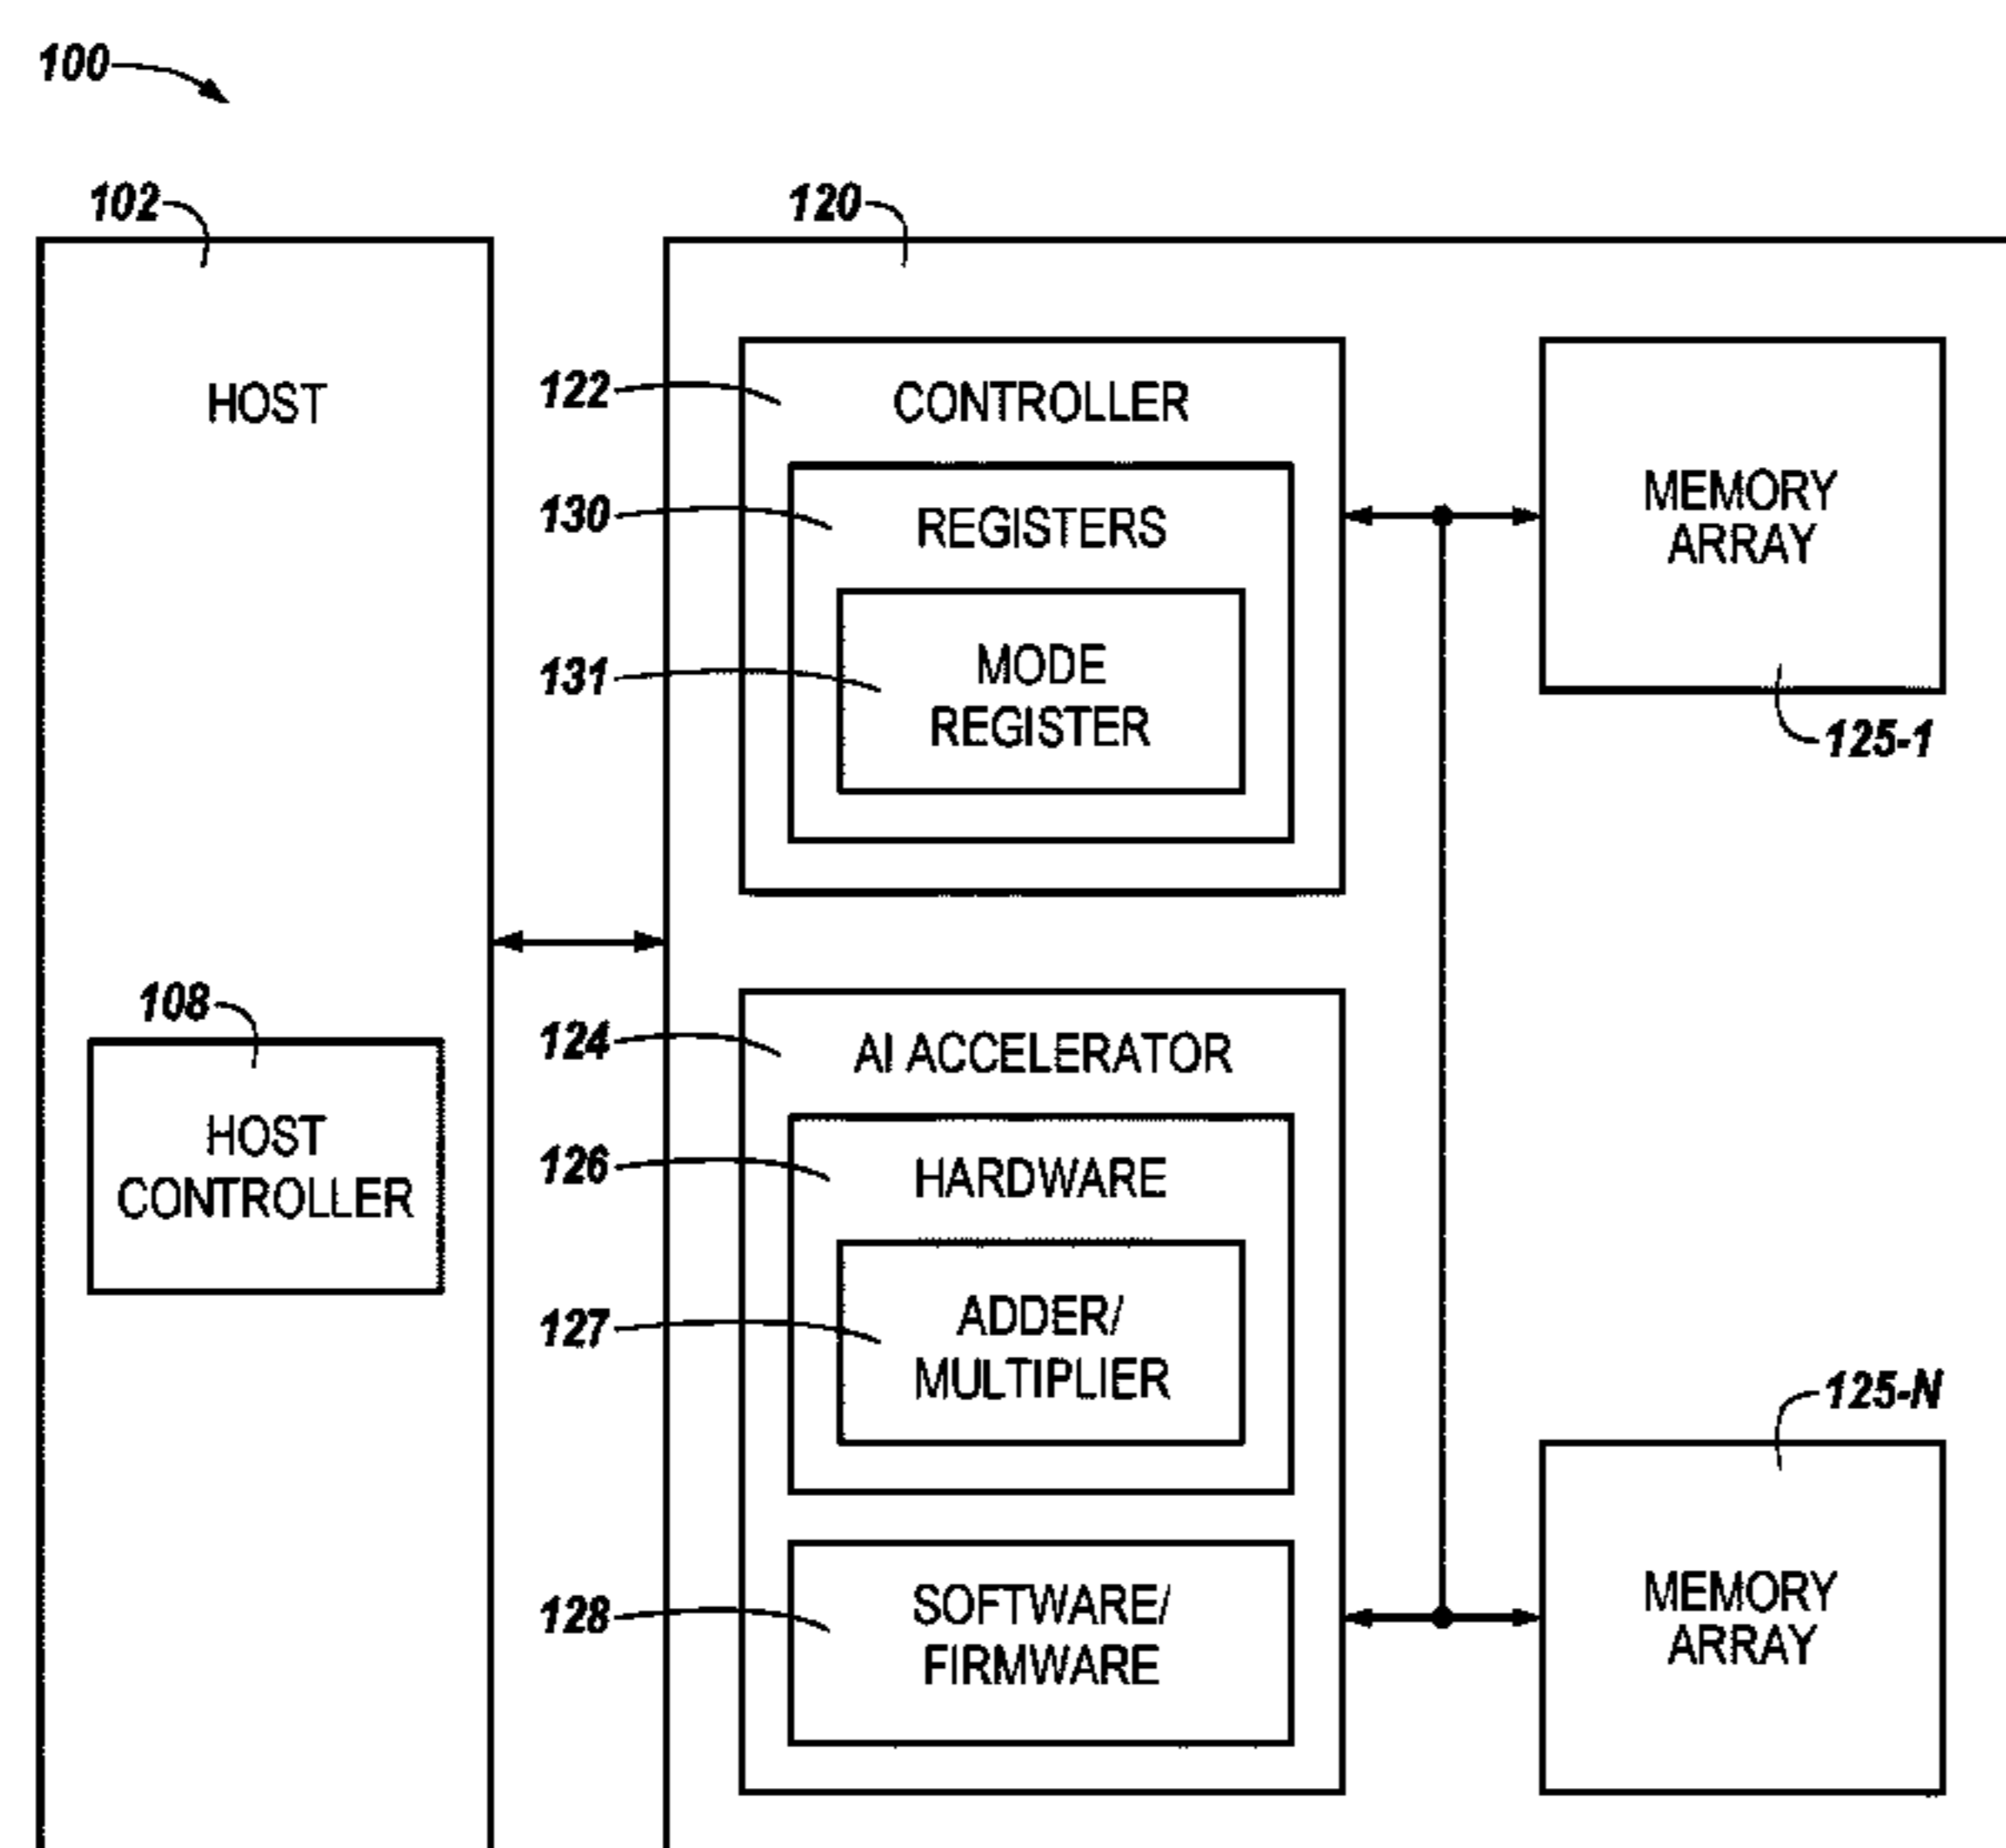 100
102
120
HOST
122
CONTROLLER
130
REGISTERS
131
MODE
REGISTER
MEMORY
ARRAY
125-1
108
HOST
CONTROLLER
124
AI ACCELERATOR
126
HARDWARE
127
ADDER/
MULTIPLIER
128
SOFTWARE/
FIRMWARE
125-N
MEMORY
ARRAY